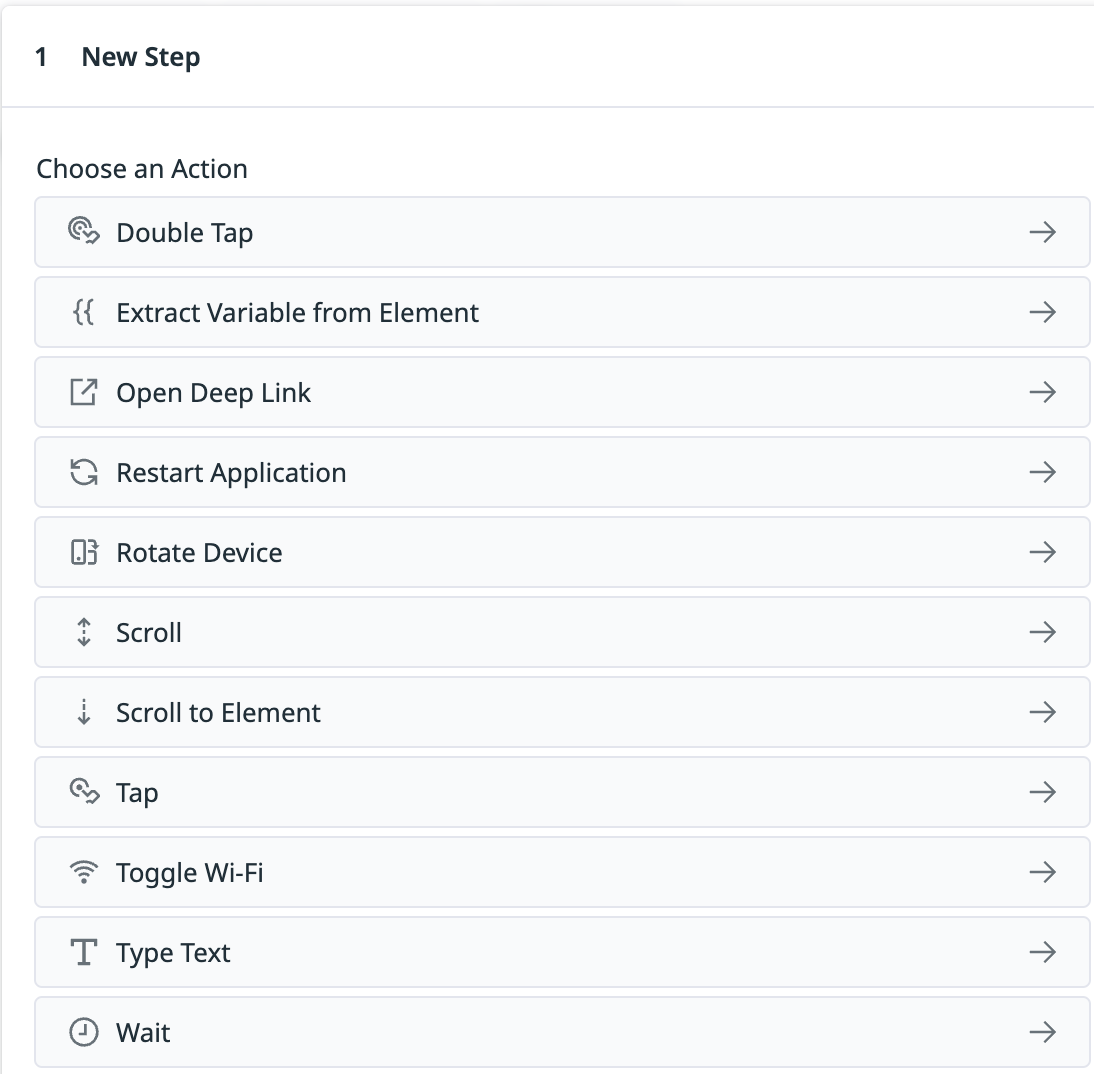 1 New Step
Choose an Action
Double Tap
Extract Variable from Element
Open Deep Link
Restart Application
Rotate Device
Scroll
Scroll to Element
Tap
Toggle Wi-Fi
Type Text
Wait